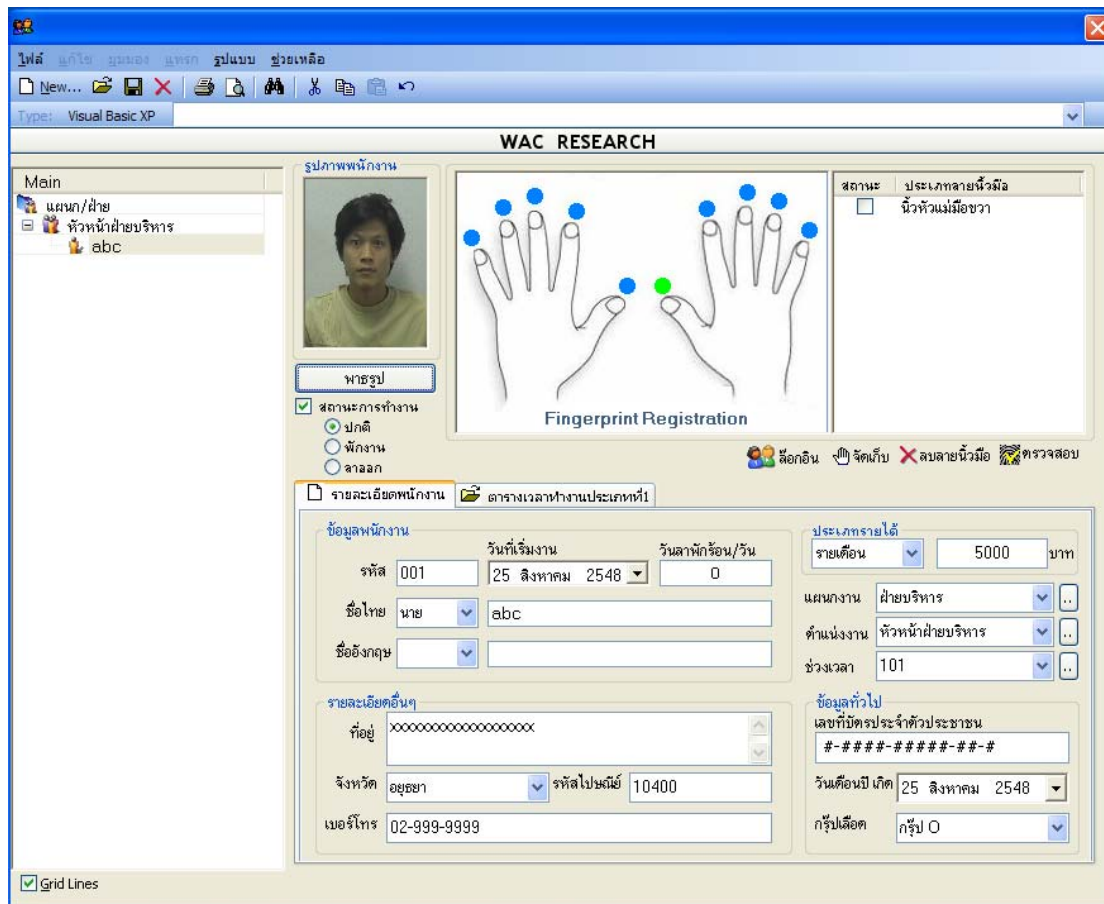 ไฟล์ แก้ไข มุมมอง แทรก รูปแบบ ช่วยเหลือ
New...
Type: Visual Basic XP
WAC RESEARCH
Main
แผนก/ฝ่าย
หัวหน้าฝ่ายบริหาร
abc
รูปภาพพนักงาน
พาธรูป
สถานะการทำงาน
ปกติ
พักงาน
ลาออก
Fingerprint Registration
สถานะ ประเภทลายนิ้วมือ
นิ้วหัวแม่มือขวา
ล๊อกอิน จัดเก็บ ลบลายนิ้วมือ ตรวจสอบ
รายละเอียดพนักงาน ตารางเวลาทำงานประเภทที่1
ข้อมูลพนักงาน
วันที่เริ่มงาน วันลาพักร้อน/วัน
รหัส 001 25 สิงหาคม 2548 0
ชื่อไทย นาย abc
ชื่ออังกฤษ
ประเภทรายได้
รายเดือน 5000 บาท
แผนกงาน ฝ่ายบริหาร ..
ตำแหน่งงาน หัวหน้าฝ่ายบริหาร ..
ช่วงเวลา 101 ..
รายละเอียดอื่นๆ
ที่อยู่ xxxxxxxxxxxxxxxxxxx
จังหวัด อยุธยา รหัสไปษณีย์ 10400
เบอร์โทร 02-999-9999
ข้อมูลทั่วไป
เลขที่บัตรประจำตัวประชาชน
#-####-#####-##-#
วันเดือนปี เกิด 25 สิงหาคม 2548
กรุ๊ปเลือด กรุ๊ป O
Grid Lines